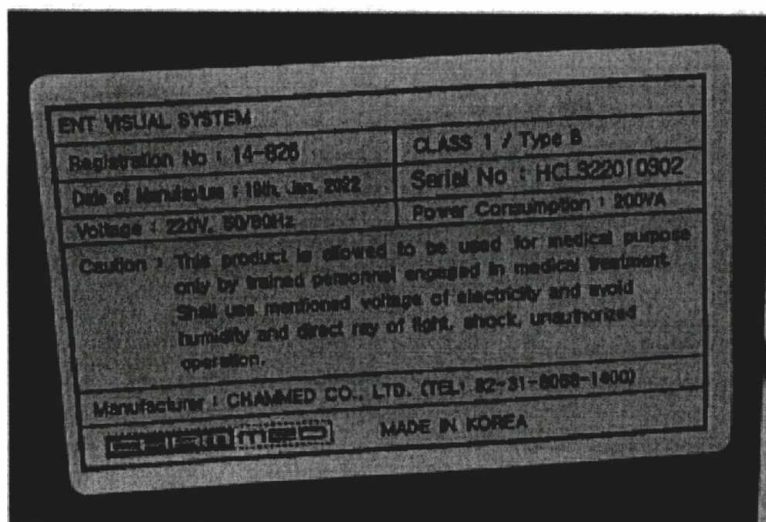 ENT VISUAL SYSTEM
Registration No : 14-826
CLASS 1 / Type B
Date of Manufacture : 19th, Jan, 2022
Serial No : HCLS22010302
Voltage : 220V, 50/60Hz
Power Consumption : 200VA
Caution : This product is allowed to be used for medical purpose
only by trained personnel engaged in medical treatment.
Shall use mentioned voltage of electricity and avoid
humidity and direct ray of light, shock, unauthorized
operation.
Manufacturer : CHAMMED CO., LTD. (TEL: 82-31-8068-1400)
CHAMMED
MADE IN KOREA